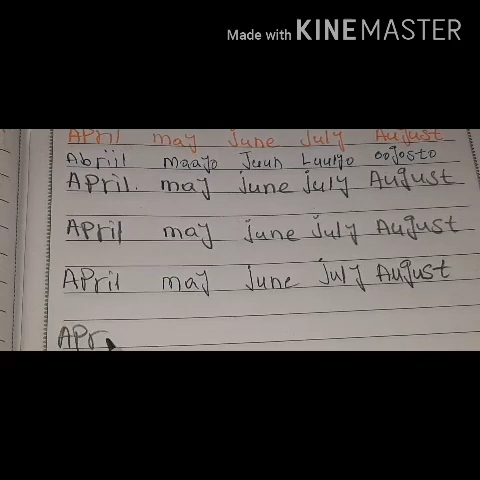 Made with KINEMASTER
April may june july August
Abriil maajo Juun Luuljo oogosto
April. may june july August
April may june july August
April may june july August
Apr